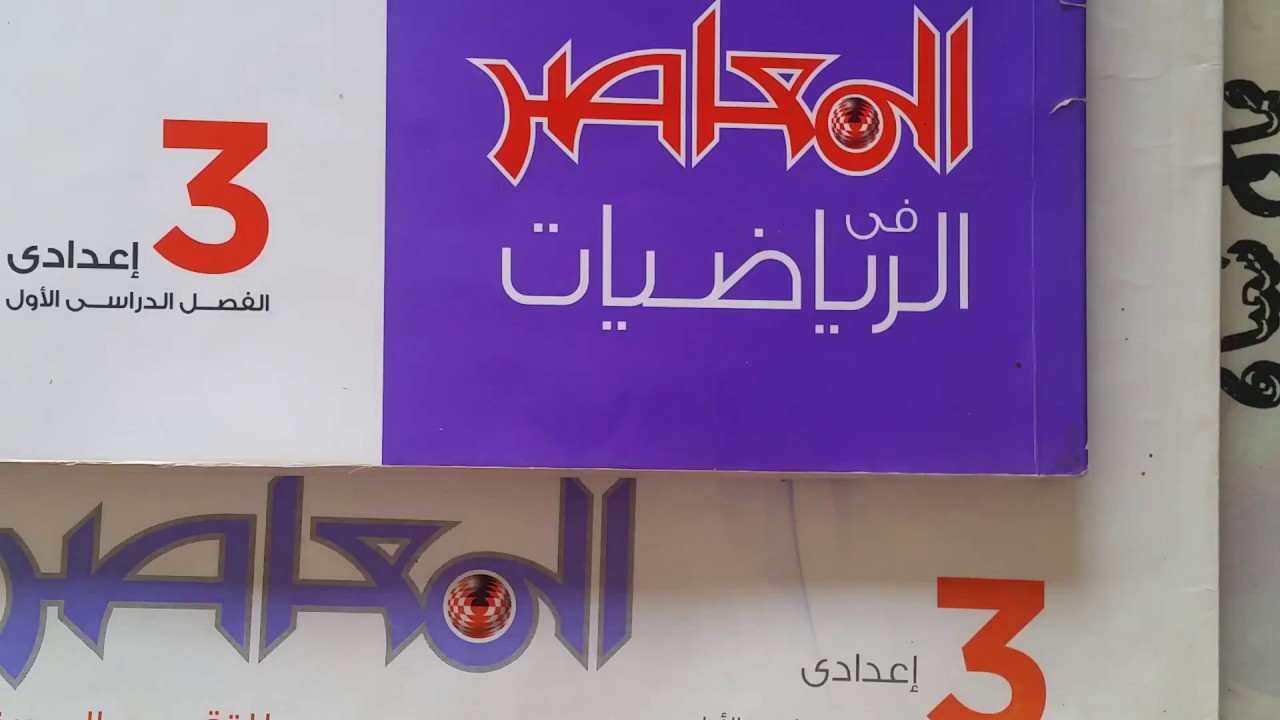 المعاصر
فى
الرياضيات
3
إعدادى
الفصل الدراسى الأول
المعاصر
3
إعدادى